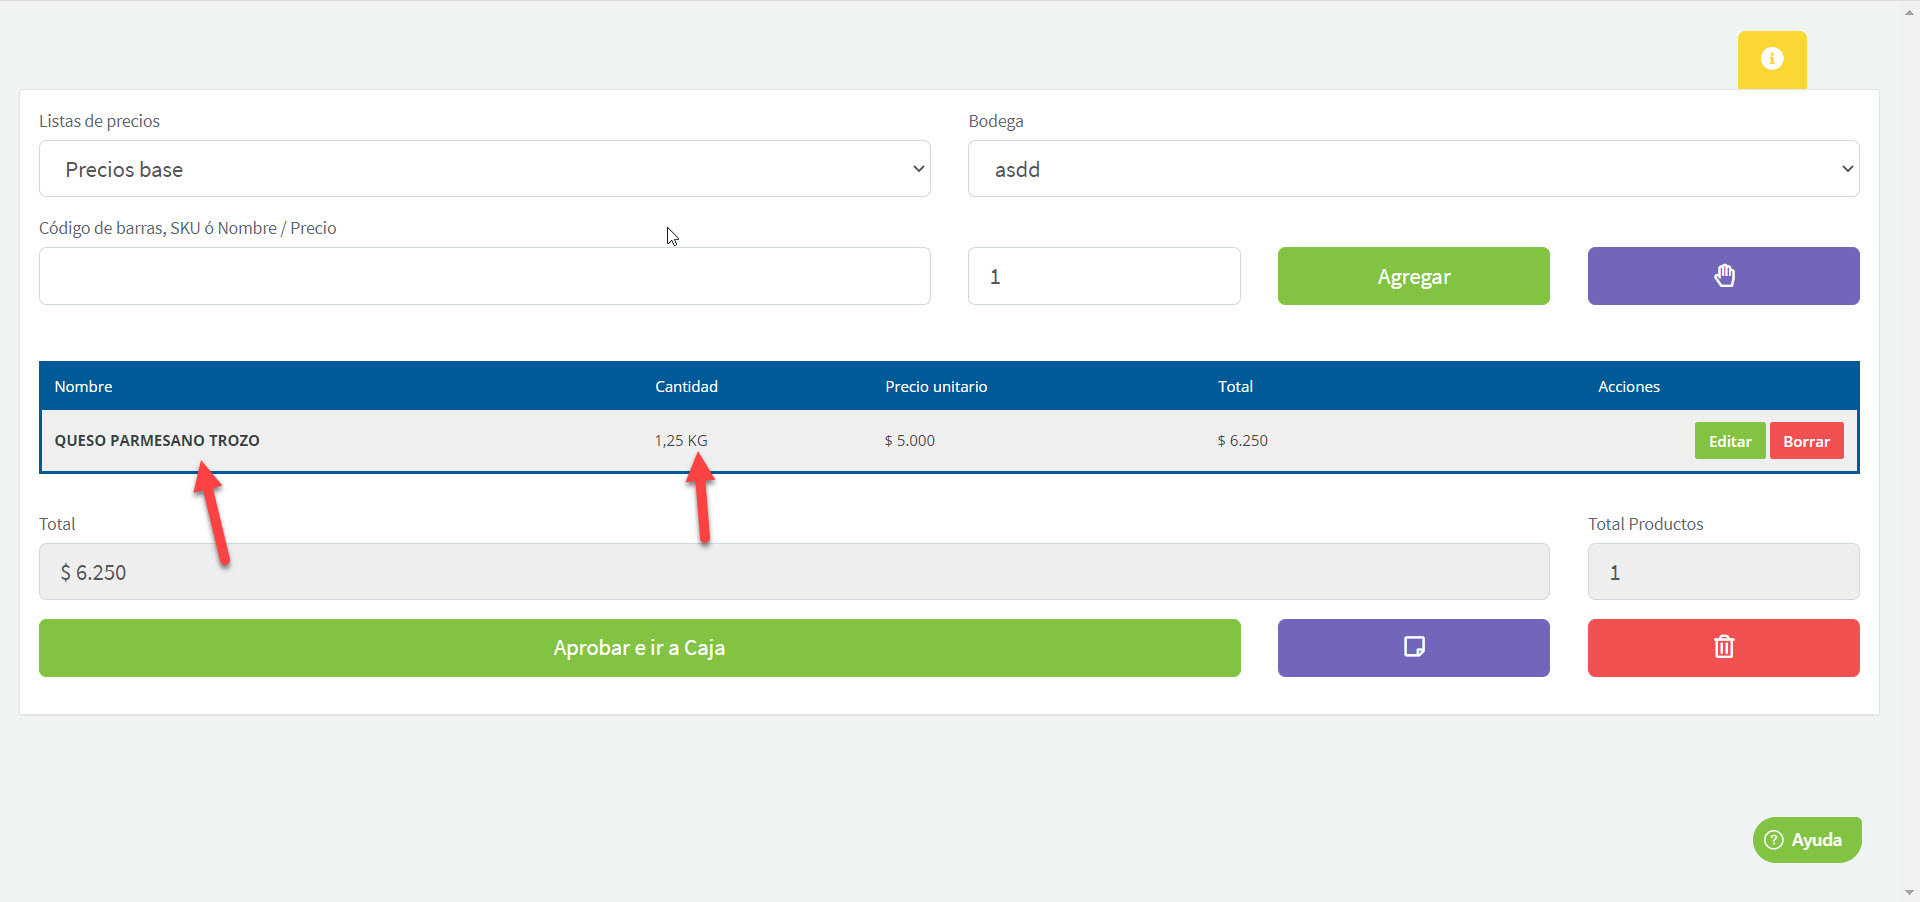 Listas de precios
Bodega
Precios base
asdd
Código de barras, SKU ó Nombre / Precio
1
Agregar
Nombre Cantidad Precio unitario Total Acciones
QUESO PARMESANO TROZO 1,25 KG $ 5.000 $ 6.250 Editar Borrar
Total
Total Productos
$ 6.250
1
Aprobar e ir a Caja
Ayuda